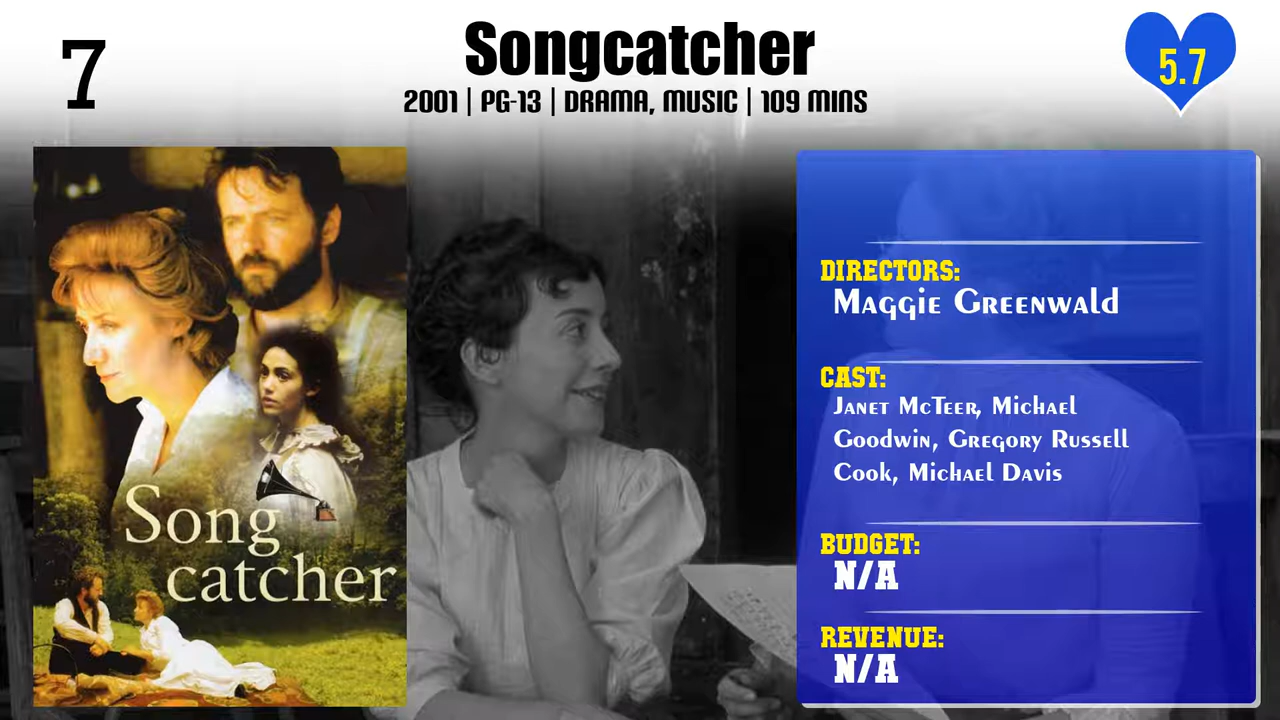 7
Songcatcher
2001 | PG-13 | DRAMA, MUSIC | 109 MINS
5.7
Song
catcher
DIRECTORS:
Maggie Greenwald
CAST:
Janet McTeer, Michael
Goodwin, Gregory Russell
Cook, Michael Davis
BUDGET:
N/A
REVENUE:
N/A